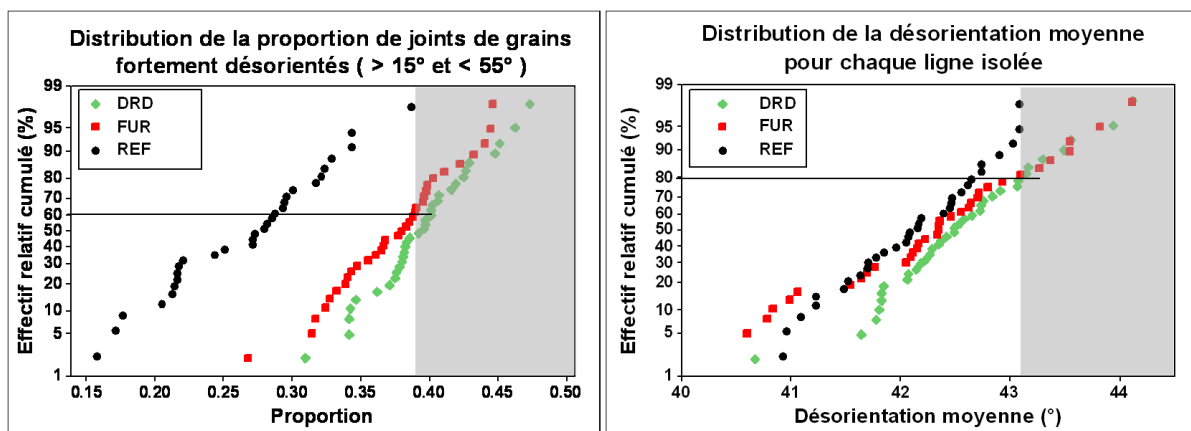 Distribution de la proportion de joints de grains
fortement désorientés ( > 15° et < 55° )
Effectif relatif cumulé (%)
99
95
90
80
70
60
50
40
30
20
10
5
1
DRD
FUR
REF
0.15 0.20 0.25 0.30 0.35 0.40 0.45 0.50
Proportion
Distribution de la désorientation moyenne
pour chaque ligne isolée
Effectif relatif cumulé (%)
99
95
90
80
70
60
50
40
30
20
10
5
1
DRD
FUR
REF
40 41 42 43 44
Désorientation moyenne (°)